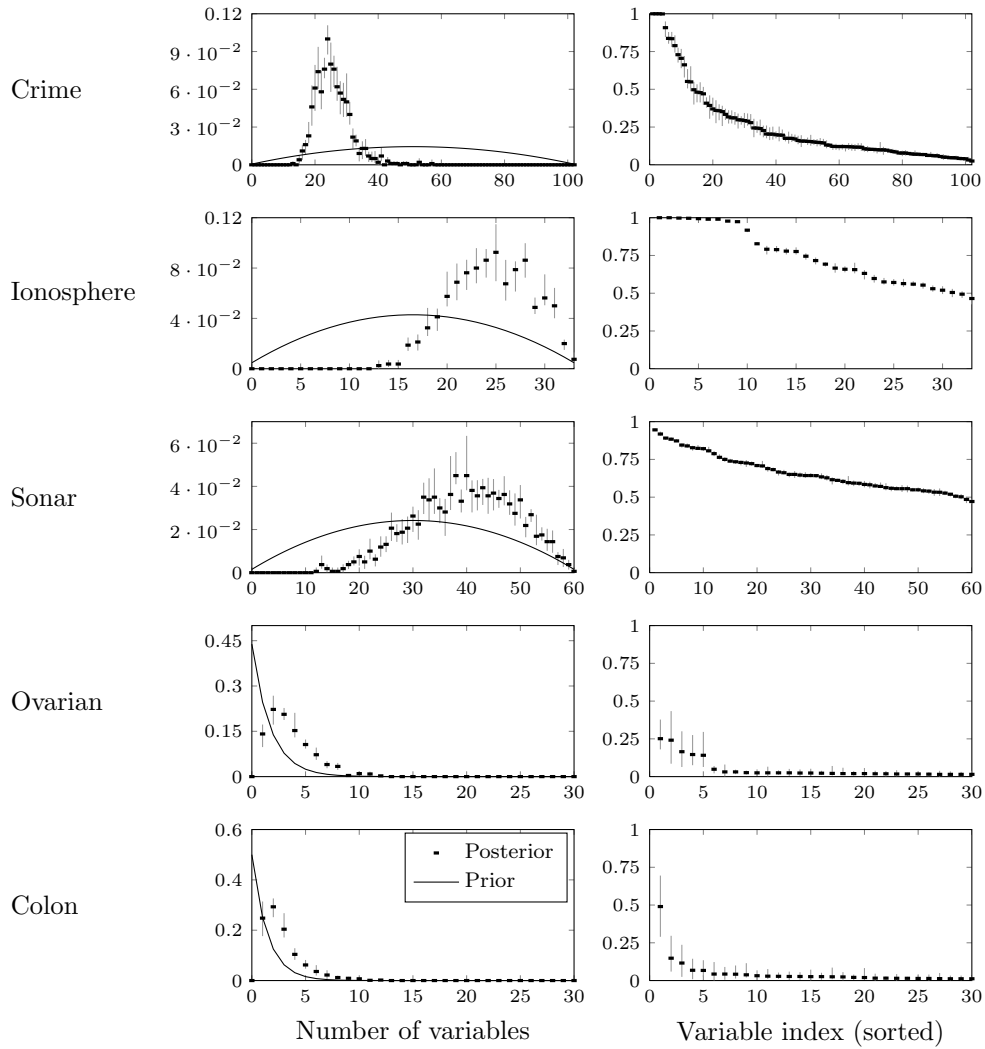 Crime
0.12
9 · 10⁻²
6 · 10⁻²
3 · 10⁻²
0
0 20 40 60 80 100
1
0.75
0.5
0.25
0
0 20 40 60 80 100
Ionosphere
0.12
8 · 10⁻²
4 · 10⁻²
0
0 5 10 15 20 25 30
1
0.75
0.5
0.25
0
0 5 10 15 20 25 30
Sonar
6 · 10⁻²
4 · 10⁻²
2 · 10⁻²
0
0 10 20 30 40 50 60
1
0.75
0.5
0.25
0
0 10 20 30 40 50 60
Ovarian
0.45
0.3
0.15
0
0 5 10 15 20 25 30
1
0.75
0.5
0.25
0
0 5 10 15 20 25 30
Colon
0.6
0.4
0.2
0
0 5 10 15 20 25 30
Posterior
Prior
1
0.75
0.5
0.25
0
0 5 10 15 20 25 30
Number of variables
Variable index (sorted)